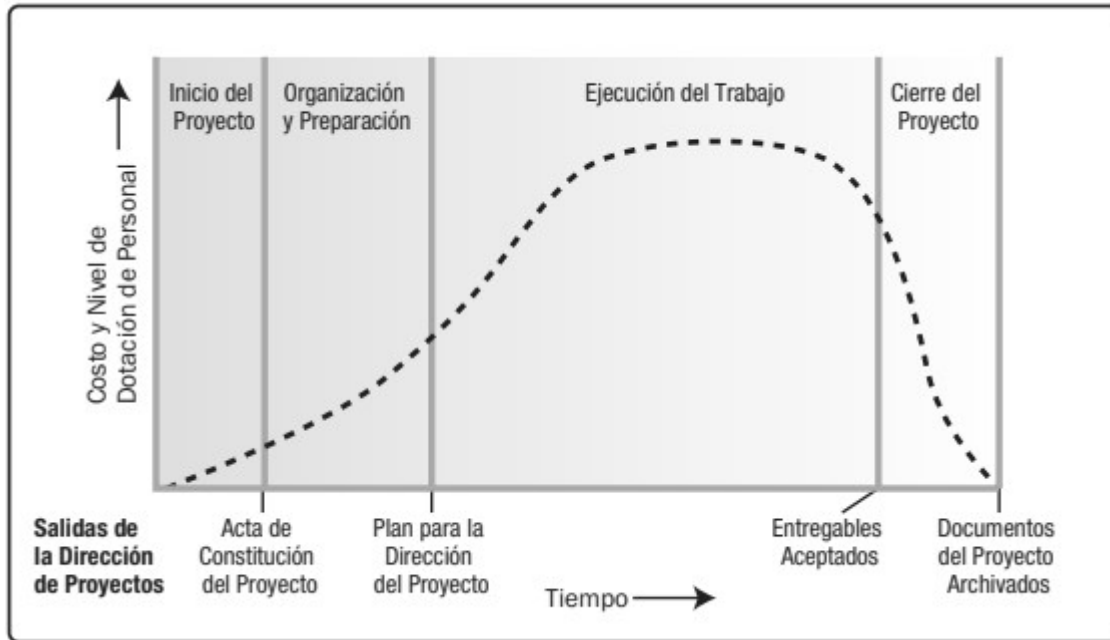 Inicio del
Proyecto
Organización
y Preparación
Ejecución del Trabajo
Cierre del
Proyecto
Costo y Nivel de
Dotación de Personal
Salidas de
la Dirección
de Proyectos
Acta de
Constitución
del Proyecto
Plan para la
Dirección
del Proyecto
Entregables
Aceptados
Documentos
del Proyecto
Archivados
Tiempo